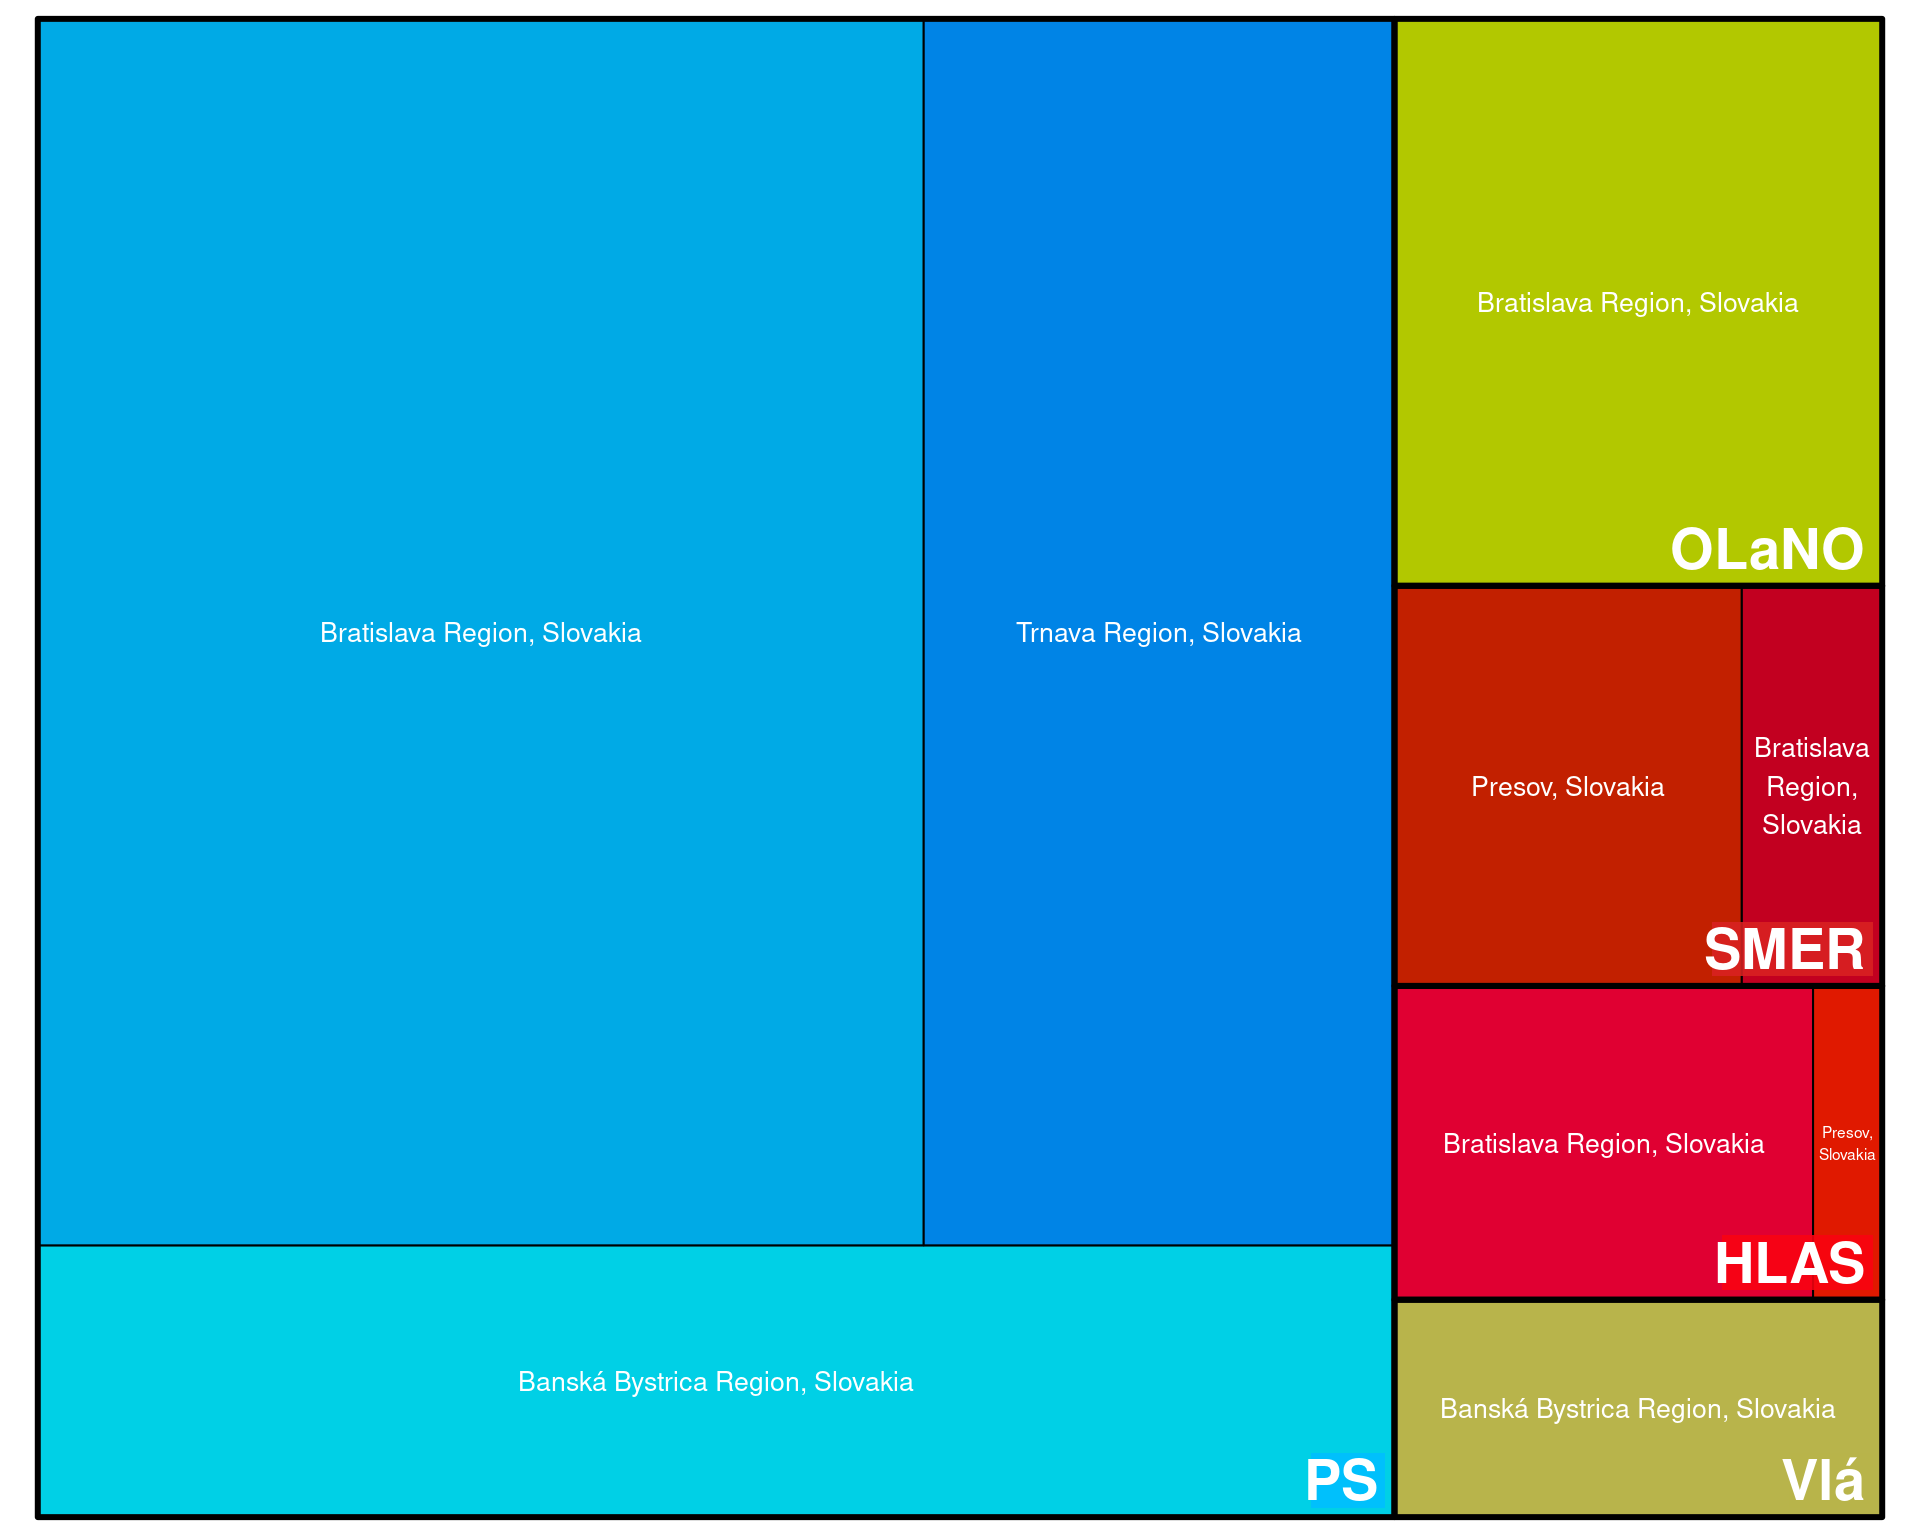 Bratislava Region, Slovakia
Trnava Region, Slovakia
Banská Bystrica Region, Slovakia
PS
Bratislava Region, Slovakia
OLaNO
Presov, Slovakia
Bratislava
Region,
Slovakia
SMER
Bratislava Region, Slovakia
Presov,
Slovakia
HLAS
Banská Bystrica Region, Slovakia
Vlá